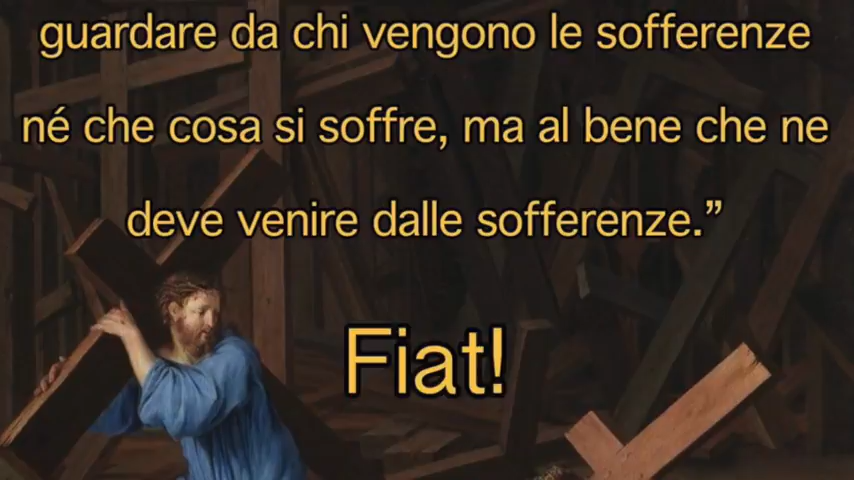 guardare da chi vengono le sofferenze
né che cosa si soffre, ma al bene che ne
deve venire dalle sofferenze.”
Fiat!